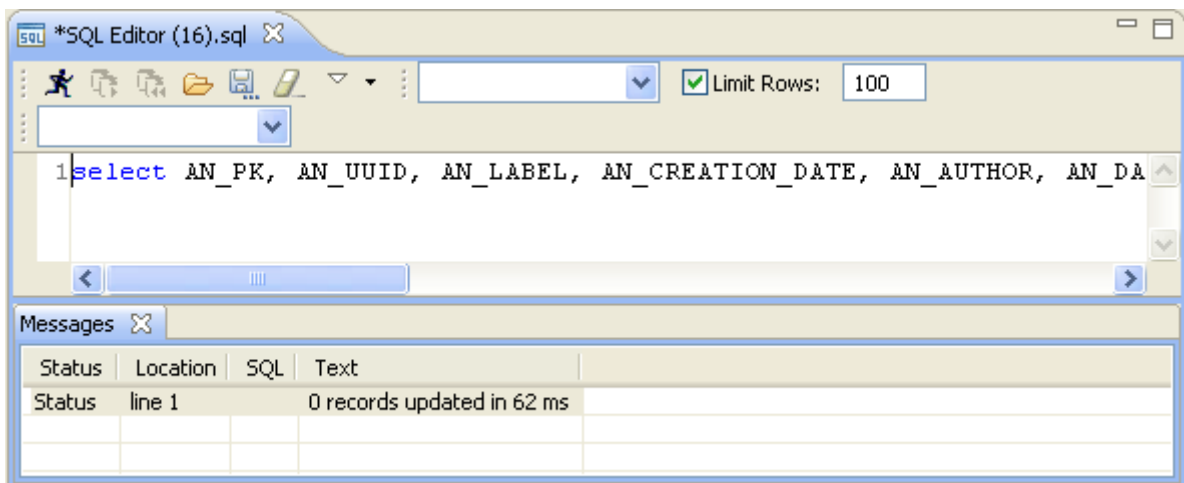 *SQL Editor (16).sql
Limit Rows: 100
1 select AN_PK, AN_UUID, AN_LABEL, AN_CREATION_DATE, AN_AUTHOR, AN_DA
Messages
Status Location SQL Text
Status line 1 0 records updated in 62 ms